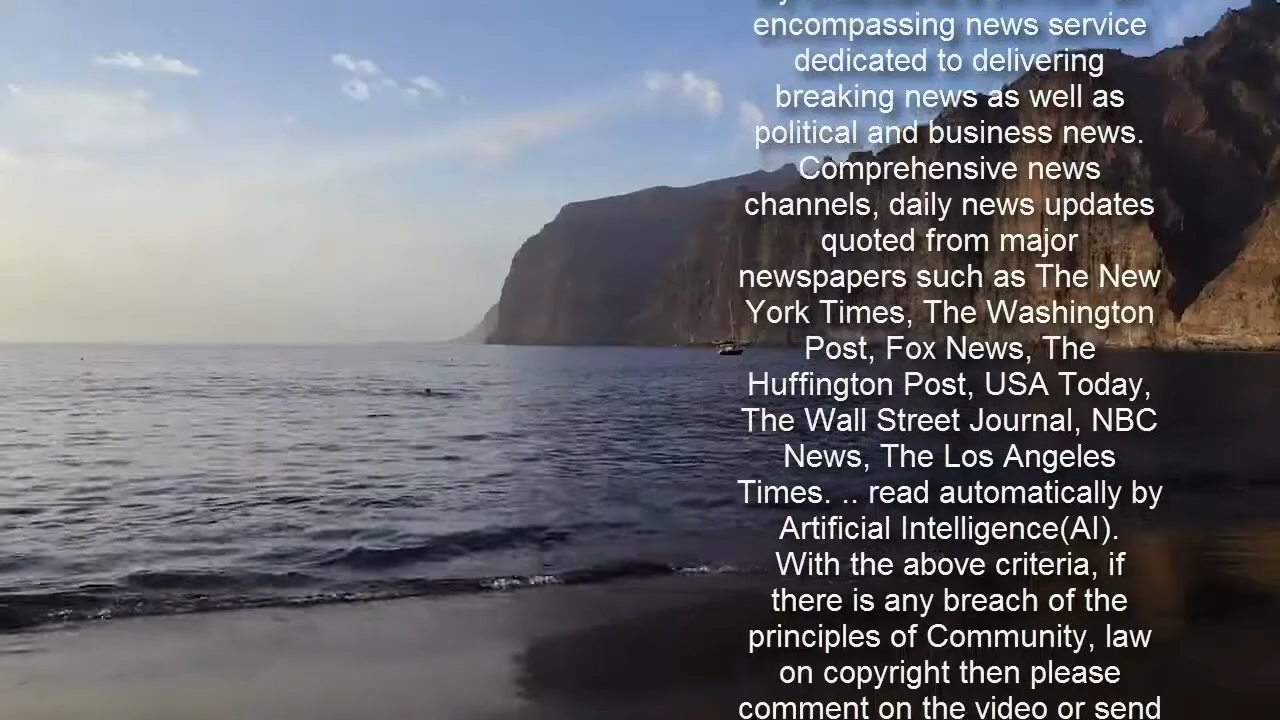 encompassing news service
dedicated to delivering
breaking news as well as
political and business news.
Comprehensive news
channels, daily news updates
quoted from major
newspapers such as The New
York Times, The Washington
Post, Fox News, The
Huffington Post, USA Today,
The Wall Street Journal, NBC
News, The Los Angeles
Times. .. read automatically by
Artificial Intelligence(AI).
With the above criteria, if
there is any breach of the
principles of Community, law
on copyright then please
comment on the video or send